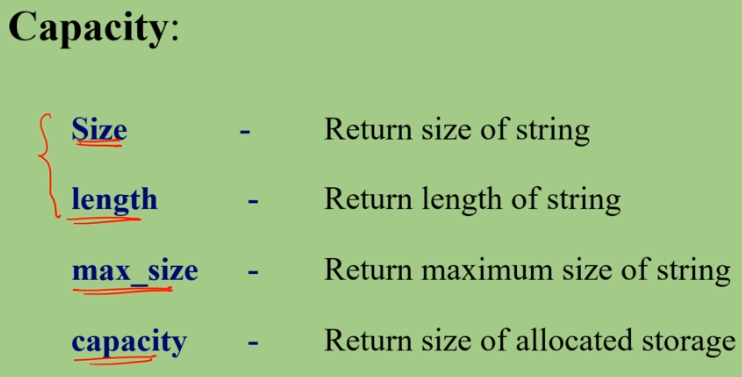 Capacity:
Size - Return size of string
length - Return length of string
max_size - Return maximum size of string
capacity - Return size of allocated storage